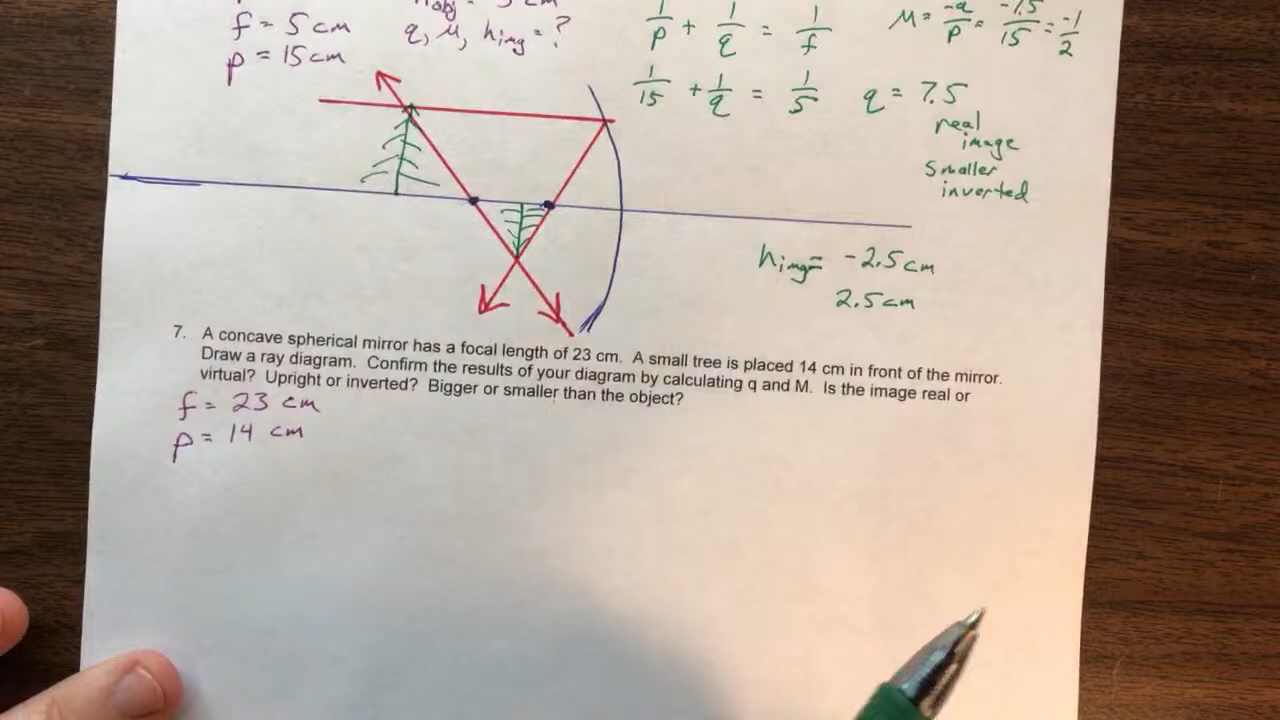 f = 5 cm
p = 15 cm
q, M, himg = ?
1/p + 1/q = 1/f
M = -q/p = -7.5/15 = -1/2
1/15 + 1/q = 1/5 q = 7.5
real
image
smaller
inverted
himg = -2.5 cm
2.5 cm
7. A concave spherical mirror has a focal length of 23 cm. A small tree is placed 14 cm in front of the mirror.
Draw a ray diagram. Confirm the results of your diagram by calculating q and M. Is the image real or
virtual? Upright or inverted? Bigger or smaller than the object?
f = 23 cm
p = 14 cm